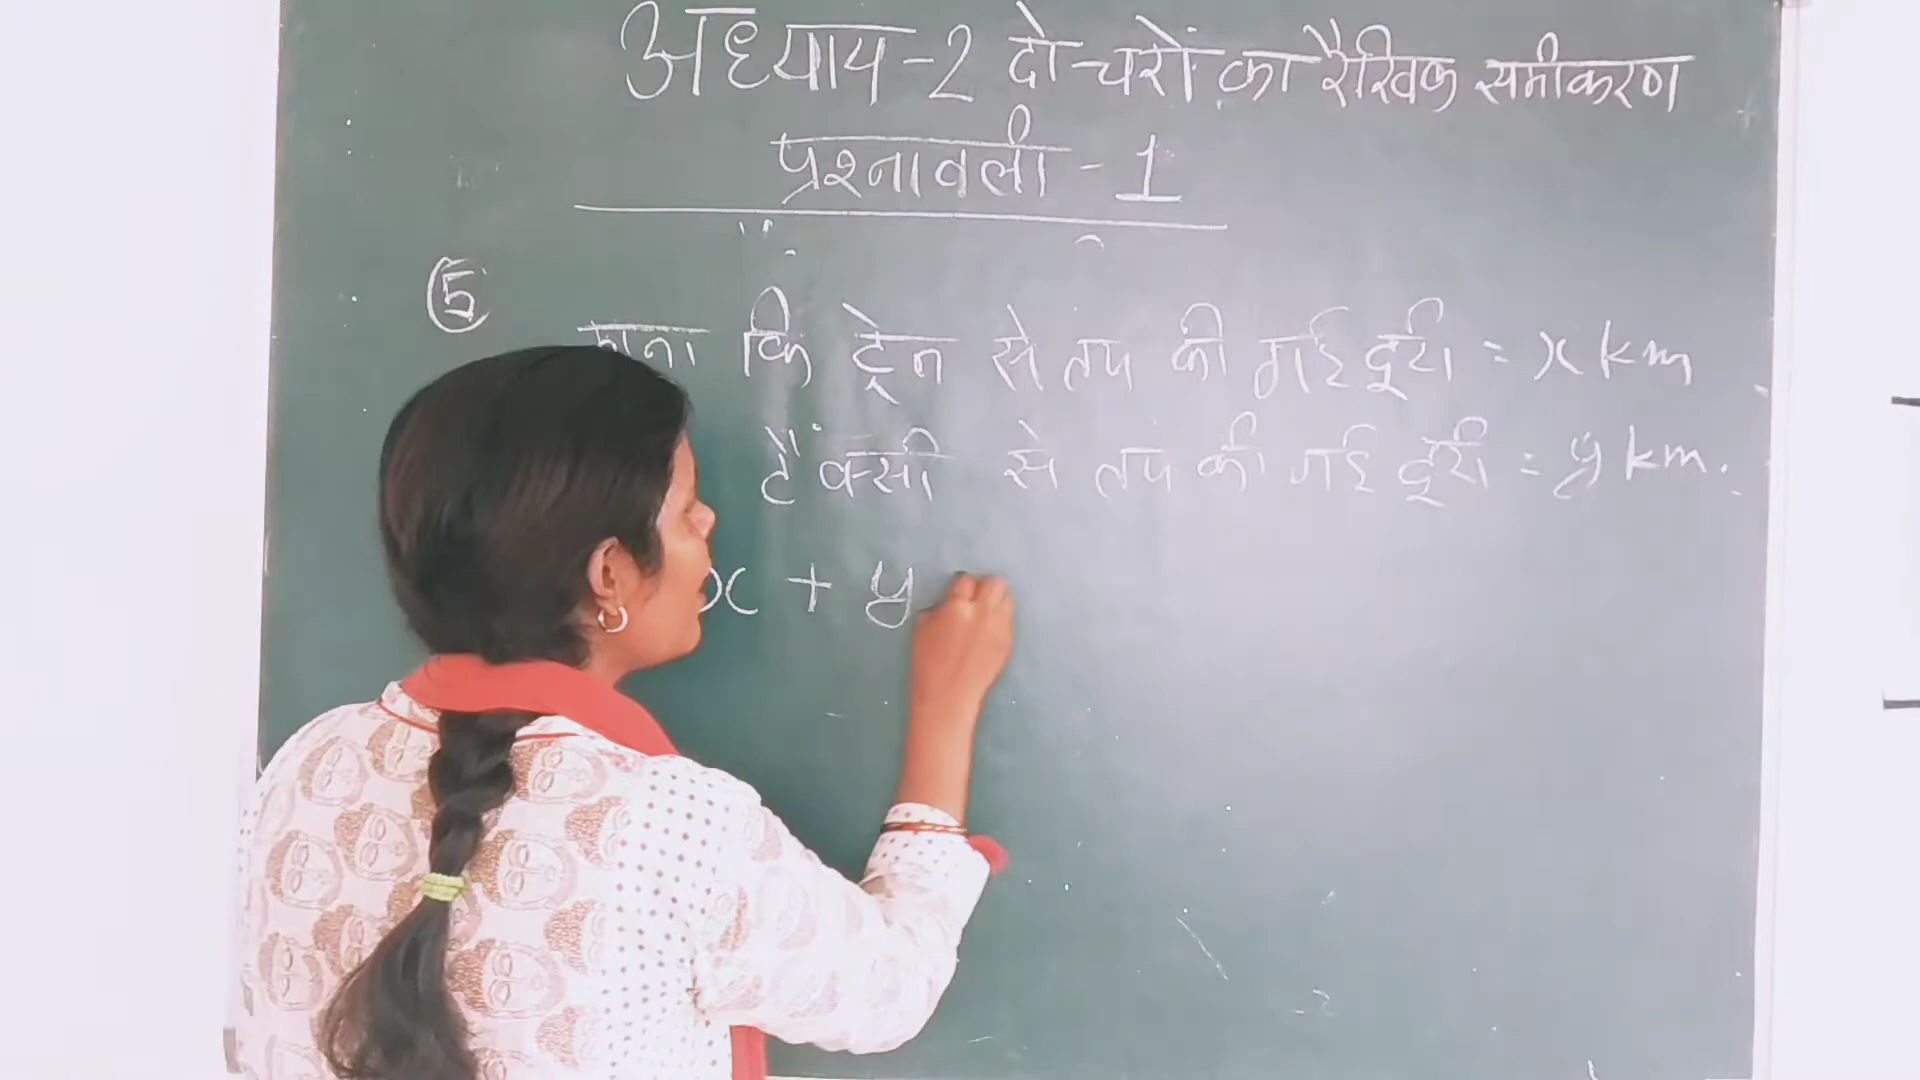 अध्याय-2 दो चरों का रैखिक समीकरण
प्रश्नावली-1
5
माना कि ट्रेन से तय की गई दूरी = x km
टैक्सी से तय की गई दूरी = y km.
x + y